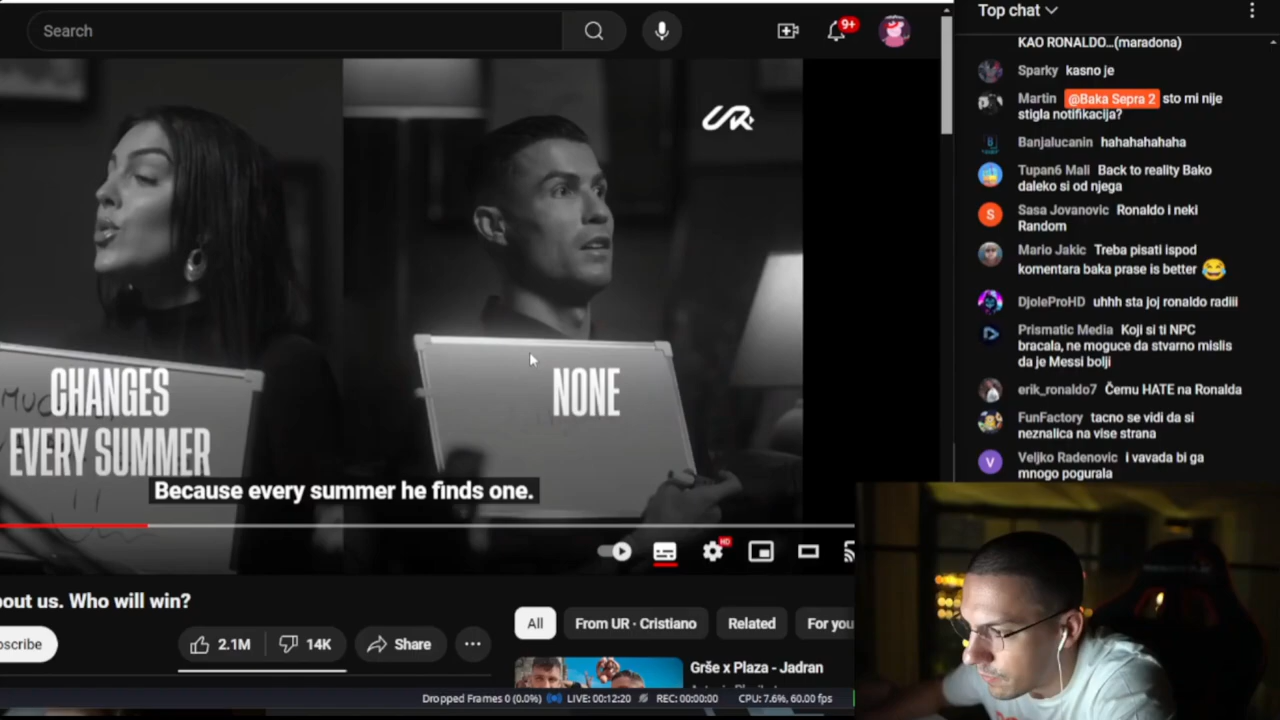 Search
9+
Top chat
KAO RONALDO...(maradona)
Sparky kasno je
Martin @Baka Sepra 2 sto mi nije
stigla notifikacija?
Banjalucanin hahahahahaha
Tupan6 Mali Back to reality Bako
daleko si od njega
S
Sasa Jovanovic Ronaldo i neki
Random
Mario Jakic Treba pisati ispod
komentara baka prase is better 😂
DjoleProHD uhhh sta joj ronaldo radiii
Prismatic Media Koji si ti NPC
bracala, ne moguce da stvarno mislis
da je Messi bolji
erik_ronaldo7 Čemu HATE na Ronalda
FunFactory tacno se vidi da si
neznalica na vise strana
V
Veljko Radenovic i vavada bi ga
mnogo pogurala
UR
CHANGES
EVERY SUMMER
NONE
Because every summer he finds one.
HD
bout us. Who will win?
scribe
2.1M
14K
Share
All
From UR · Cristiano
Related
For you
Grše x Plaza - Jadran
Dropped Frames 0 (0.0%)
LIVE: 00:12:20
REC: 00:00:00
CPU: 7.6%, 60.00 fps